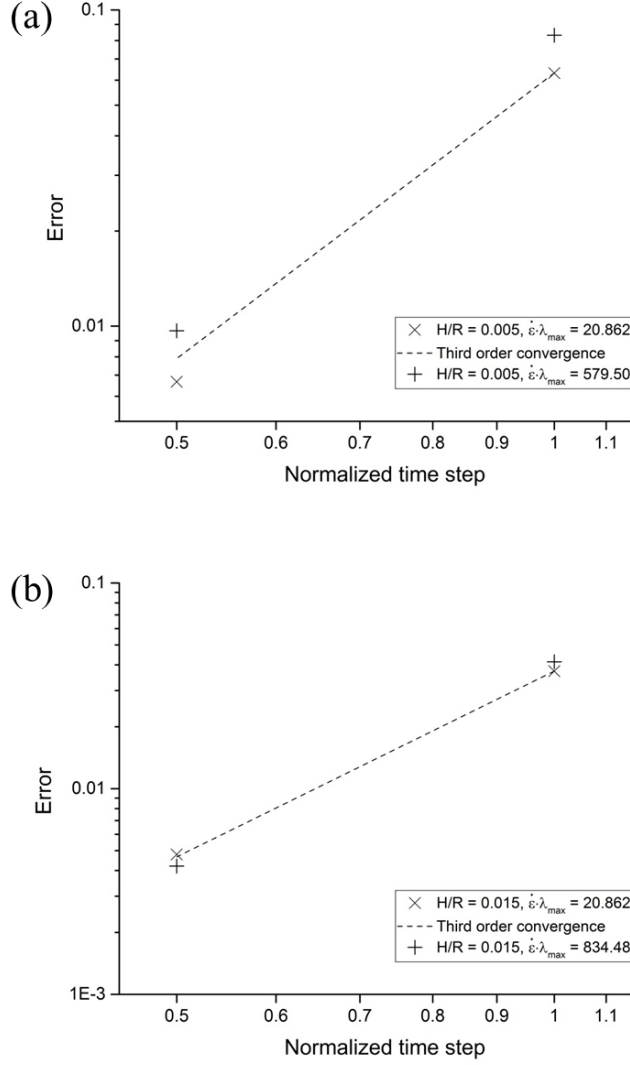 (a)
0.1
0.01
Error
0.5 0.6 0.7 0.8 0.9 1 1.1
Normalized time step
H/R = 0.005, ε̇·λmax = 20.862
Third order convergence
H/R = 0.005, ε̇·λmax = 579.50
(b)
0.1
0.01
1E-3
Error
0.5 0.6 0.7 0.8 0.9 1 1.1
Normalized time step
H/R = 0.015, ε̇·λmax = 20.862
Third order convergence
H/R = 0.015, ε̇·λmax = 834.48